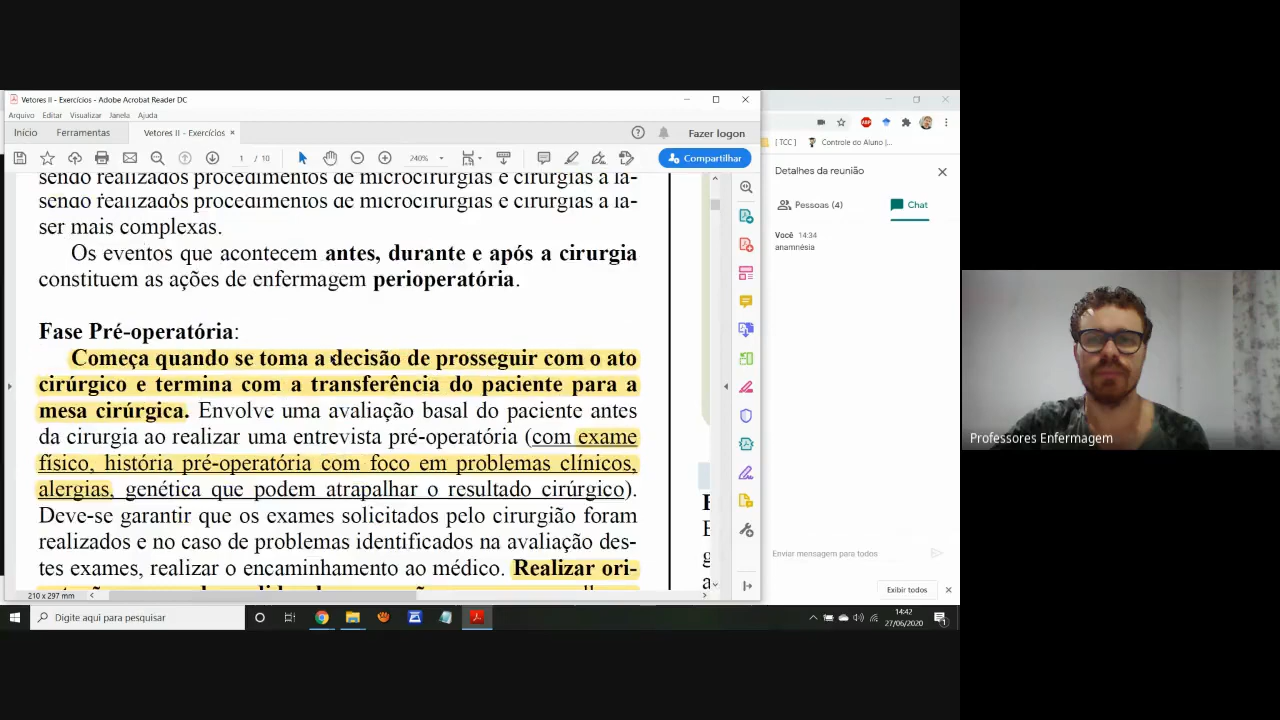 Vetores II - Exercícios - Adobe Acrobat Reader DC
Arquivo Editar Visualizar Janela Ajuda
Início Ferramentas Vetores II - Exercícios × Fazer logon
1 / 10 240% Compartilhar
sendo realizados procedimentos de microcirurgias e cirurgias a la-
sendo realizados procedimentos de microcirurgias e cirurgias a la-
ser mais complexas.
Os eventos que acontecem antes, durante e após a cirurgia
constituem as ações de enfermagem perioperatória.
Fase Pré-operatória:
Começa quando se toma a decisão de prosseguir com o ato
cirúrgico e termina com a transferência do paciente para a
mesa cirúrgica. Envolve uma avaliação basal do paciente antes
da cirurgia ao realizar uma entrevista pré-operatória (com exame
físico, história pré-operatória com foco em problemas clínicos,
alergias, genética que podem atrapalhar o resultado cirúrgico).
Deve-se garantir que os exames solicitados pelo cirurgião foram
realizados e no caso de problemas identificados na avaliação des-
tes exames, realizar o encaminhamento ao médico. Realizar ori-
210 x 297 mm
ABP
[ TCC ] Controle do Aluno |...
Detalhes da reunião
Pessoas (4) Chat
Você 14:34
anamnésia
Enviar mensagem para todos
Exibir todos
Digite aqui para pesquisar
14:42
27/06/2020
Professores Enfermagem